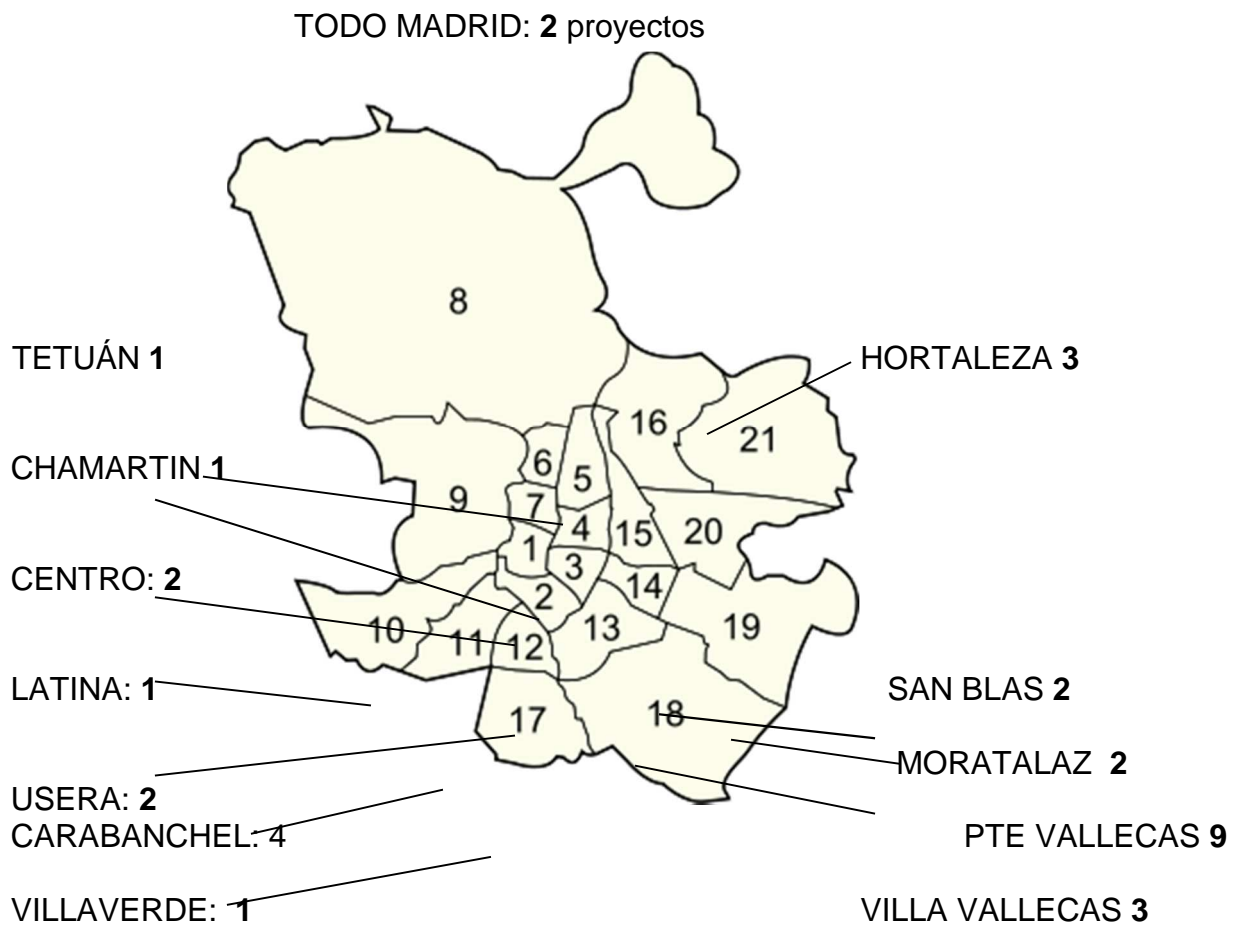 TODO MADRID: 2 proyectos
8
TETUÁN 1
HORTALEZA 3
16
21
6
5
CHAMARTIN 1
9
7
4
15
20
1
3
CENTRO: 2
14
2
10
11
12
13
19
LATINA: 1
SAN BLAS 2
17
18
MORATALAZ 2
USERA: 2
CARABANCHEL: 4
PTE VALLECAS 9
VILLAVERDE: 1
VILLA VALLECAS 3